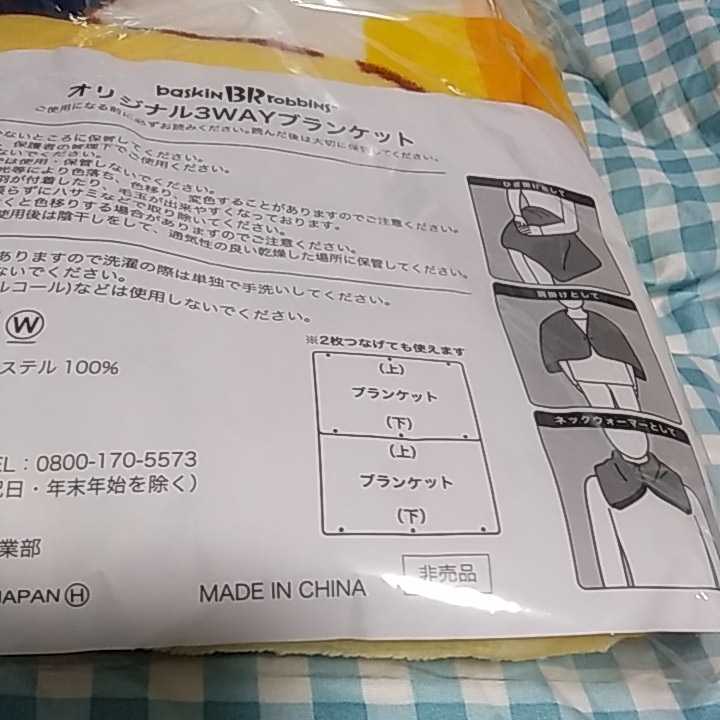 baskin BR robbins
オリジナル3WAYブランケット
ご使用になる前に必ずお読みください。読んだ後は大切に保管してください。
ないところに保管してください。
、保護者の管理下でご使用ください。
ないでください。
では使用・保管しないでください。
光等により色落ち、色移り、変色することがありますのでご注意ください。
羽が付着したり、毛玉が出来やすくなっております。
張らずにハサミなどで取り除いてください。
くと色移りする場合がありますのでご注意ください。
使用後は陰干しをして、通気性の良い乾燥した場所に保管してください。
ありますので洗濯の際は単独で手洗いしてください。
ないでください。
ルコール)などは使用しないでください。
W
ステル 100%
EL：0800-170-5573
祝日・年末年始を除く）
業部
JAPAN H
※2枚つなげても使えます
（上）
ブランケット
（下）
（上）
ブランケット
（下）
MADE IN CHINA
非売品
ひざ掛けとして
肩掛けとして
ネックウォーマーとして